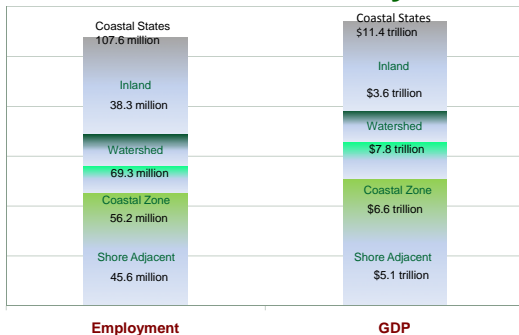 Coastal States
107.6 million
Inland
38.3 million
Watershed
69.3 million
Coastal Zone
56.2 million
Shore Adjacent
45.6 million
Employment
Coastal States
$11.4 trillion
Inland
$3.6 trillion
Watershed
$7.8 trillion
Coastal Zone
$6.6 trillion
Shore Adjacent
$5.1 trillion
GDP